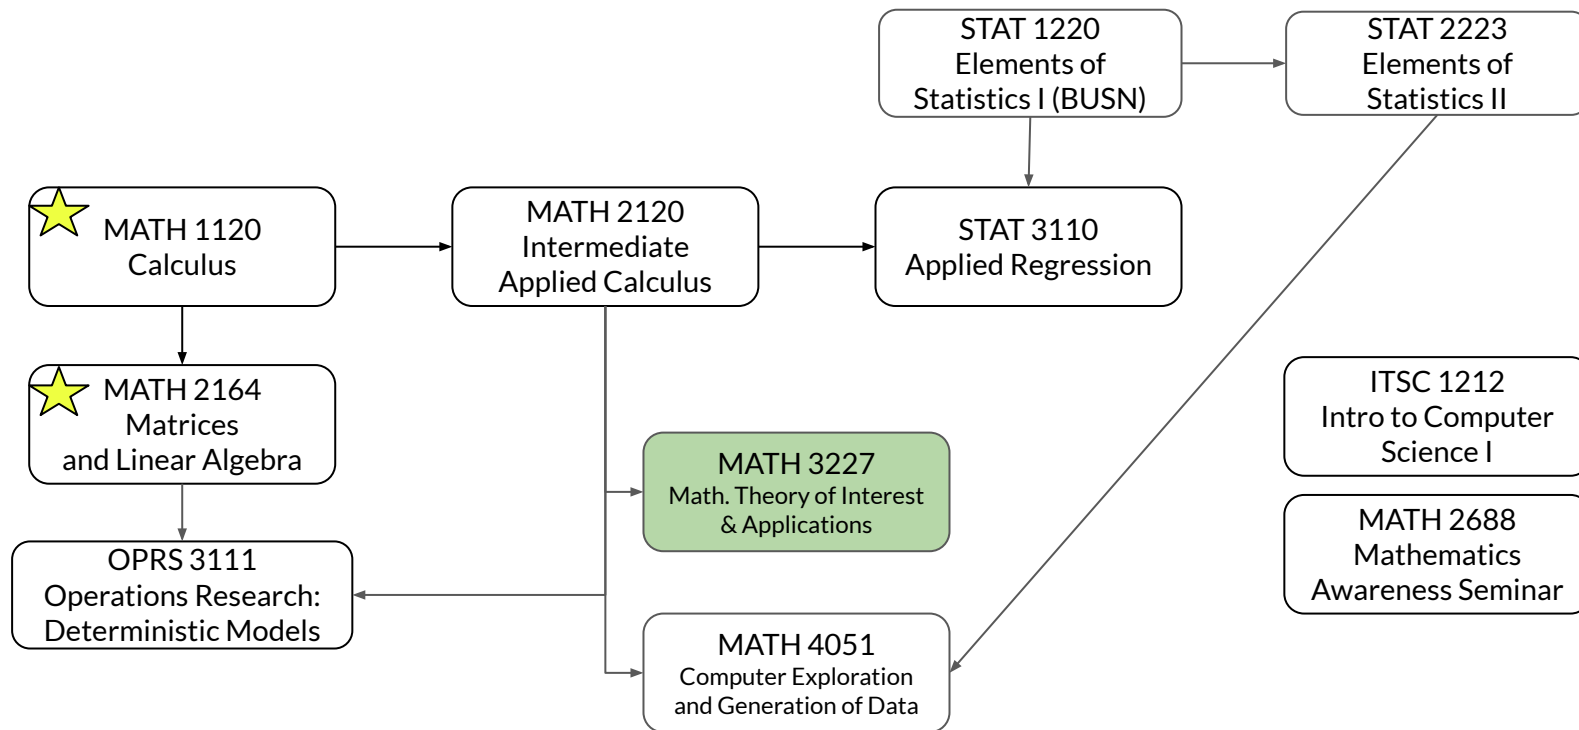 STAT 1220
Elements of
Statistics I (BUSN)
STAT 2223
Elements of
Statistics II
MATH 1120
Calculus
MATH 2120
Intermediate
Applied Calculus
STAT 3110
Applied Regression
MATH 2164
Matrices
and Linear Algebra
ITSC 1212
Intro to Computer
Science I
MATH 3227
Math. Theory of Interest
& Applications
MATH 2688
Mathematics
Awareness Seminar
OPRS 3111
Operations Research:
Deterministic Models
MATH 4051
Computer Exploration
and Generation of Data